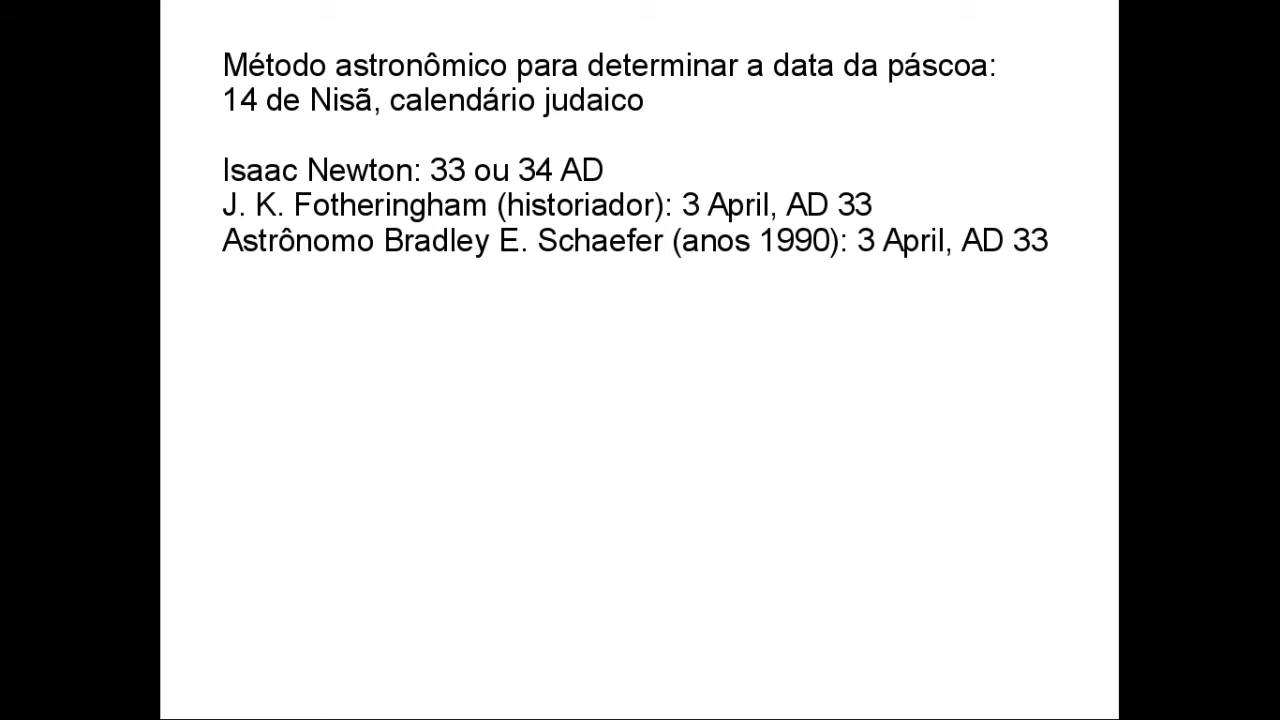 Método astronômico para determinar a data da páscoa:
14 de Nisã, calendário judaico
Isaac Newton: 33 ou 34 AD
J. K. Fotheringham (historiador): 3 April, AD 33
Astrônomo Bradley E. Schaefer (anos 1990): 3 April, AD 33